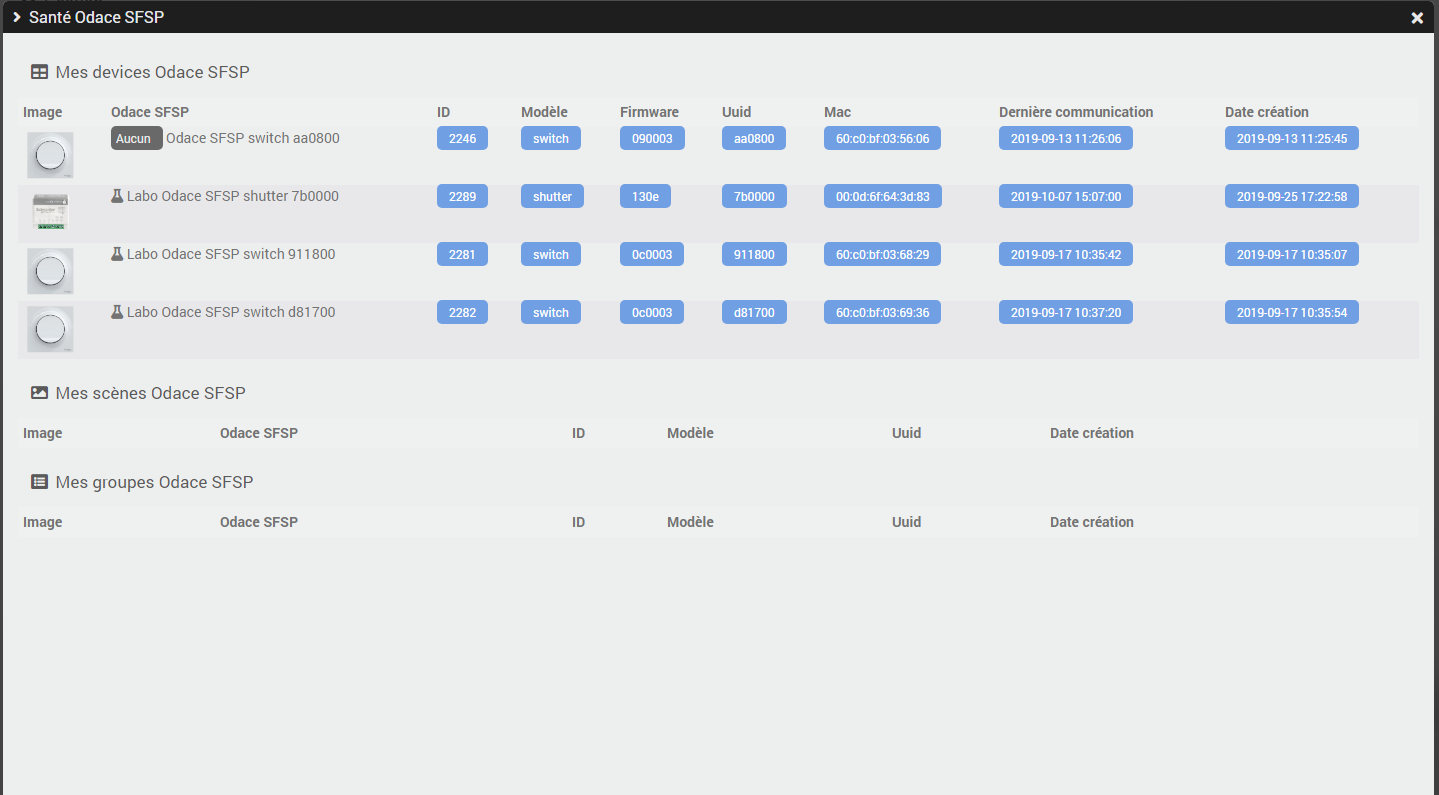 Santé Odace SFSP
Mes devices Odace SFSP
Image Odace SFSP ID Modèle Firmware Uuid Mac Dernière communication Date création
Aucun Odace SFSP switch aa0800 2246 switch 090003 aa0800 60:c0:bf:03:56:06 2019-09-13 11:26:06 2019-09-13 11:25:45
Labo Odace SFSP shutter 7b0000 2289 shutter 130e 7b0000 00:0d:6f:64:3d:83 2019-10-07 15:07:00 2019-09-25 17:22:58
Labo Odace SFSP switch 911800 2281 switch 0c0003 911800 60:c0:bf:03:68:29 2019-09-17 10:35:42 2019-09-17 10:35:07
Labo Odace SFSP switch d81700 2282 switch 0c0003 d81700 60:c0:bf:03:69:36 2019-09-17 10:37:20 2019-09-17 10:35:54
Mes scènes Odace SFSP
Image Odace SFSP ID Modèle Uuid Date création
Mes groupes Odace SFSP
Image Odace SFSP ID Modèle Uuid Date création